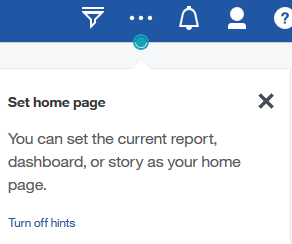 ?
Set home page
You can set the current report,
dashboard, or story as your home
page.
Turn off hints